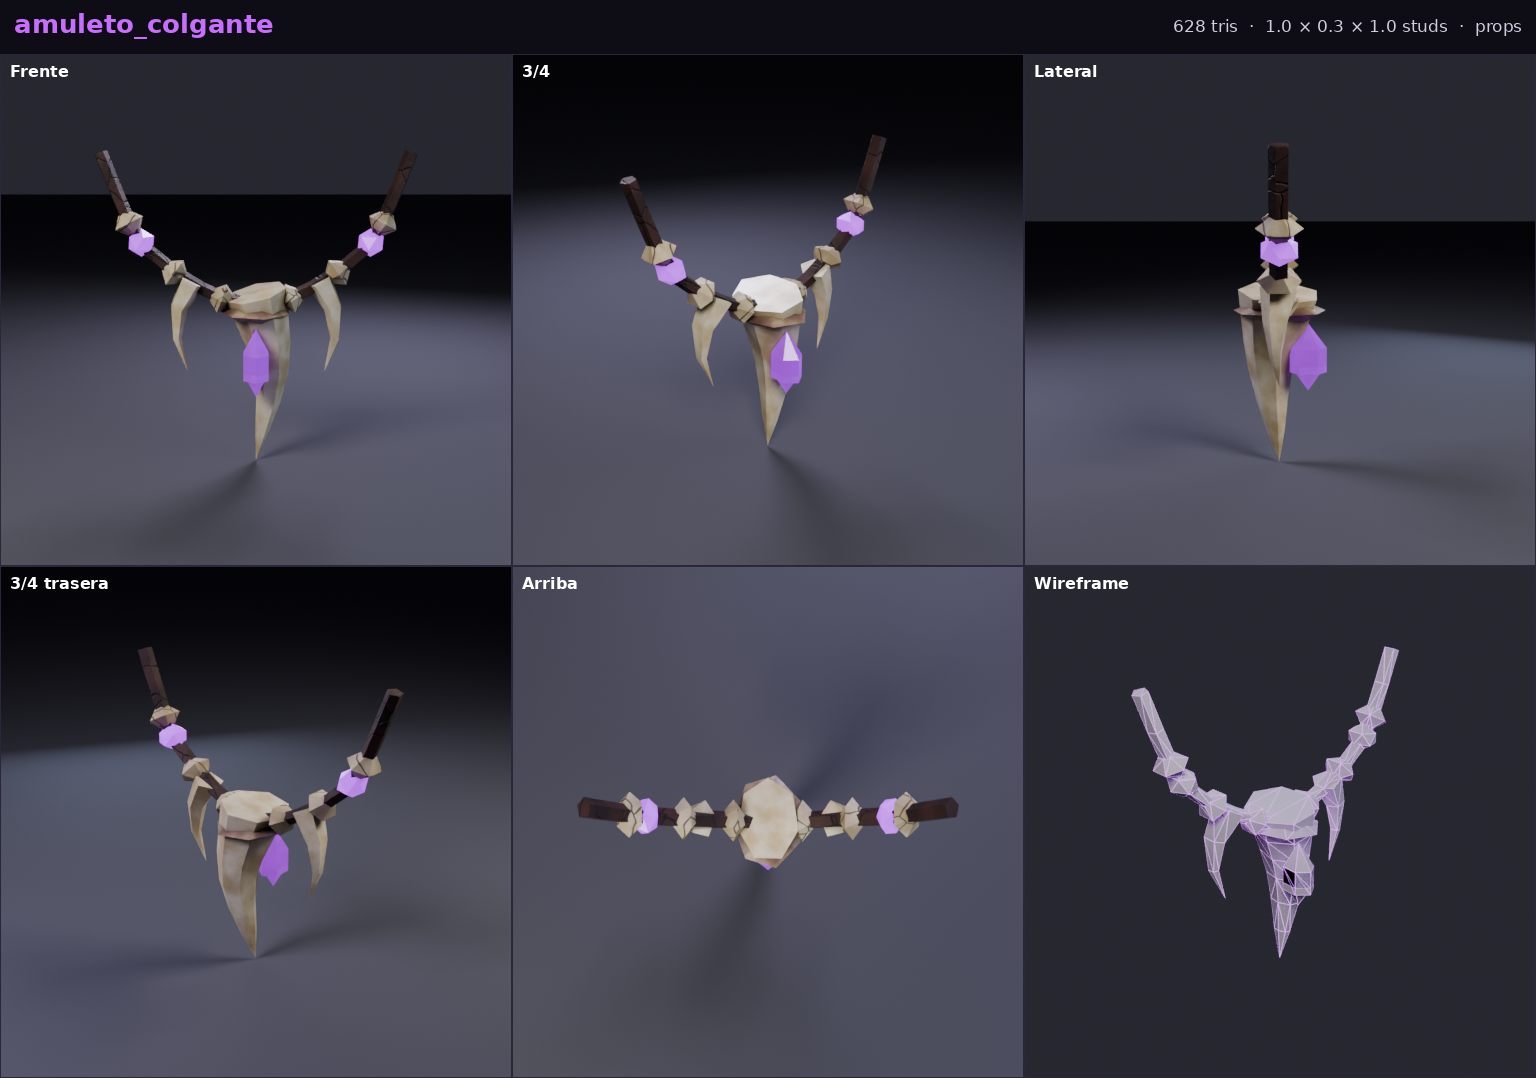 amuleto_colgante
628 tris · 1.0 × 0.3 × 1.0 studs · props
Frente
3/4
Lateral
3/4 trasera
Arriba
Wireframe